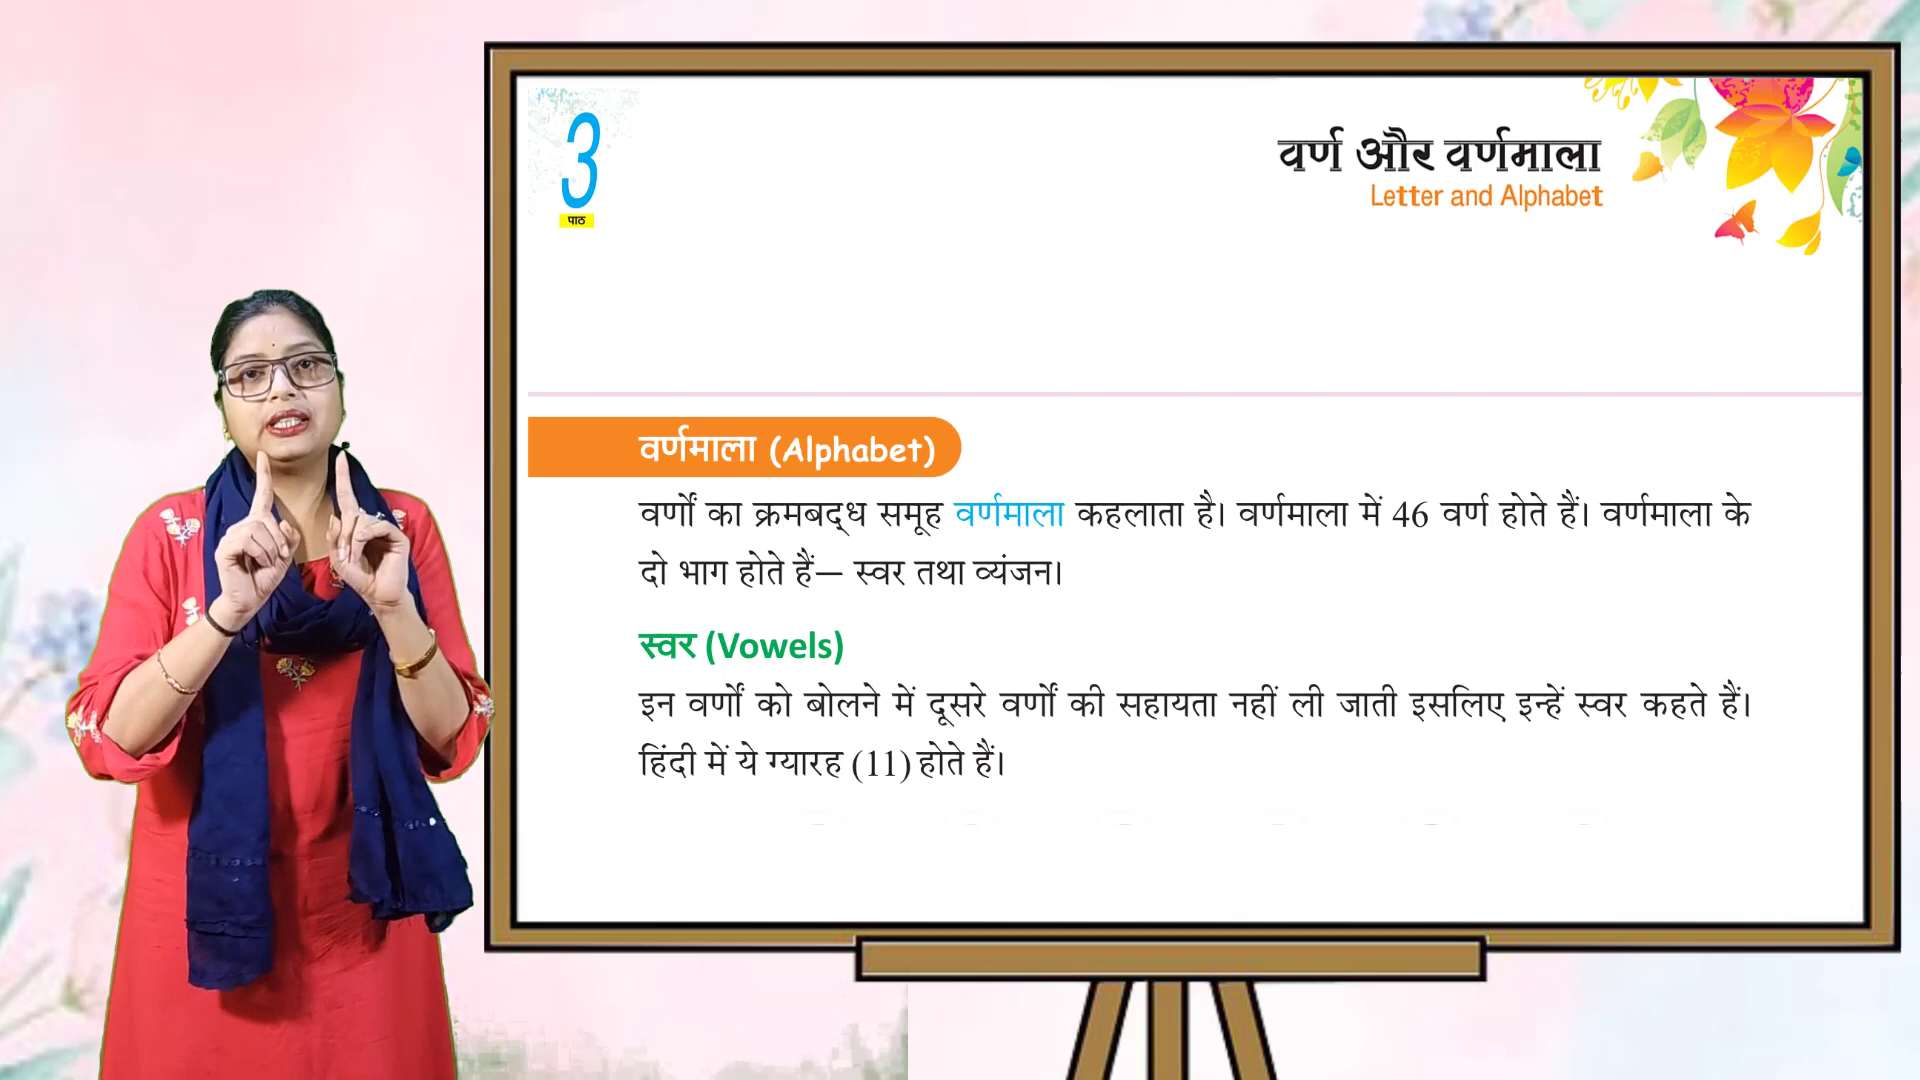 3
पाठ
वर्ण और वर्णमाला
Letter and Alphabet
वर्णमाला (Alphabet)
वर्णों का क्रमबद्ध समूह वर्णमाला कहलाता है। वर्णमाला में 46 वर्ण होते हैं। वर्णमाला के
दो भाग होते हैं— स्वर तथा व्यंजन।
स्वर (Vowels)
इन वर्णों को बोलने में दूसरे वर्णों की सहायता नहीं ली जाती इसलिए इन्हें स्वर कहते हैं।
हिंदी में ये ग्यारह (11) होते हैं।